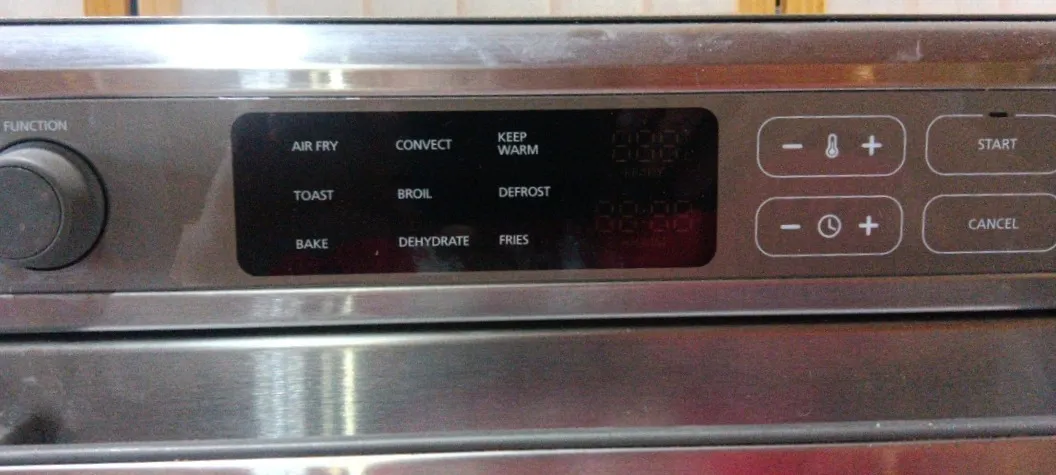 FUNCTION
AIR FRY
CONVECT
KEEP
WARM
TOAST
BROIL
DEFROST
BAKE
DEHYDRATE
FRIES
- +
START
- +
CANCEL